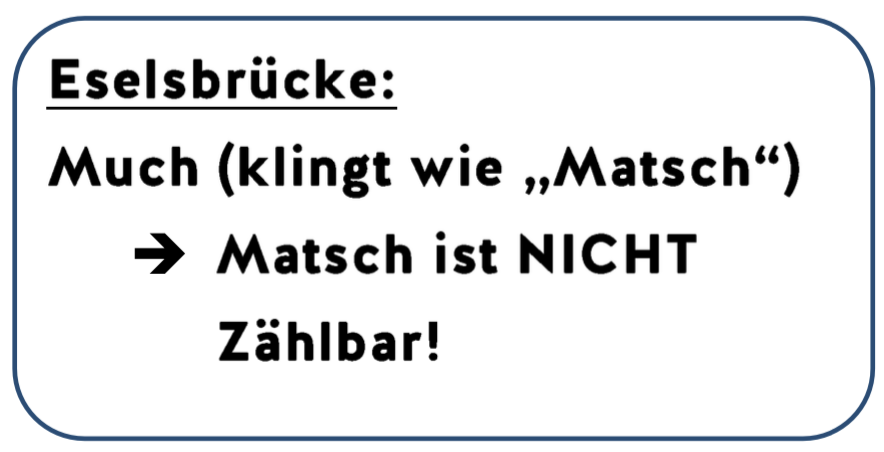 Eselsbrücke:
Much (klingt wie „Matsch“)
➔ Matsch ist NICHT
Zählbar!